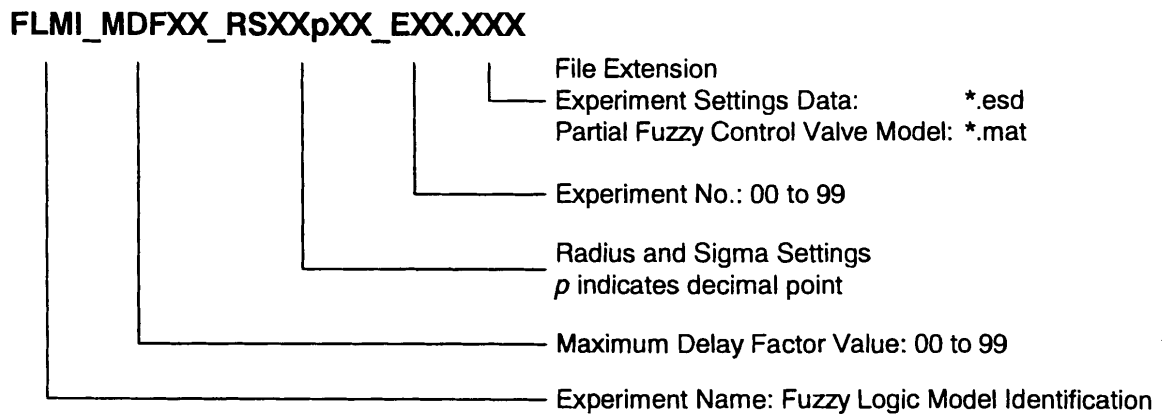 FLMI_MDFXX_RSXXpXX_EXX.XXX
File Extension
Experiment Settings Data: *.esd
Partial Fuzzy Control Valve Model: *.mat
Experiment No.: 00 to 99
Radius and Sigma Settings
p indicates decimal point
Maximum Delay Factor Value: 00 to 99
Experiment Name: Fuzzy Logic Model Identification